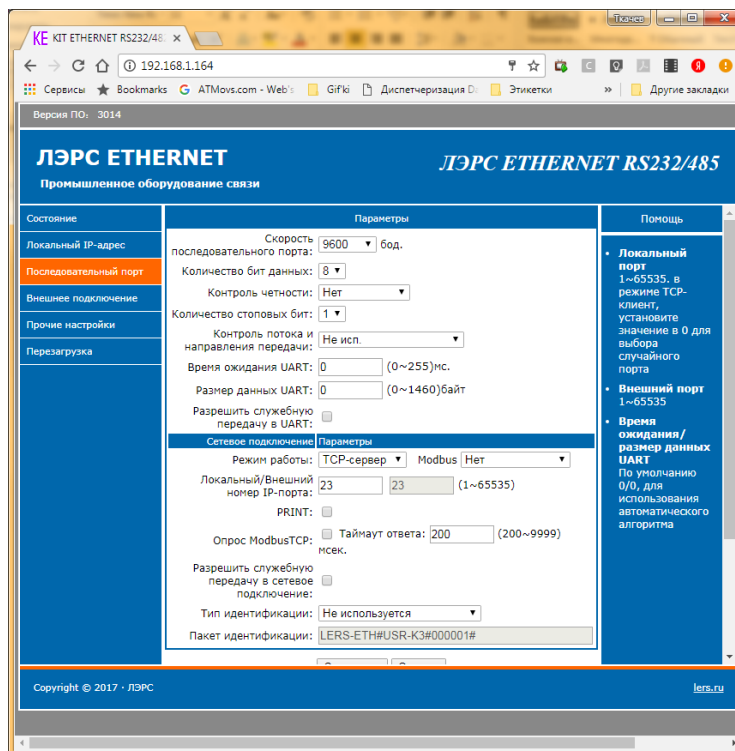 Ткачев
KIT ETHERNET RS232/48
192.168.1.164
Сервисы
Bookmarks
ATMovs.com - Web's
Gifki
Диспетчеризация
Этикетки
»
Другие закладки
Версия ПО: 3014
ЛЭРС ETHERNET
Промышленное оборудование связи
ЛЭРС ETHERNET RS232/485
Состояние
Локальный IP-адрес
Последовательный порт
Внешнее подключение
Прочие настройки
Перезагрузка
Параметры
Скорость
последовательного порта: 9600 бод.
Количество бит данных: 8
Контроль четности: Нет
Количество стоповых бит: 1
Контроль потока и
направления передачи: Не исп.
Время ожидания UART: 0 (0~255)мс.
Размер данных UART: 0 (0~1460)байт
Разрешить служебную
передачу в UART:
Сетевое подключение Параметры
Режим работы: TCP-сервер Modbus Нет
Локальный/Внешний
номер IP-порта: 23 23 (1~65535)
PRINT:
Опрос ModbusTCP: Таймаут ответа: 200 (200~9999)
мсек.
Разрешить служебную
передачу в сетевое
подключение:
Тип идентификации: Не используется
Пакет идентификации: LERS-ETH#USR-K3#000001#
Помощь
• Локальный
порт
1~65535. в
режиме TCP-
клиент,
установите
значение в 0 для
выбора
случайного
порта
• Внешний порт
1~65535
• Время
ожидания/
размер данных
UART
По умолчанию
0/0, для
использования
автоматического
алгоритма
Copyright © 2017 · ЛЭРС
lers.ru